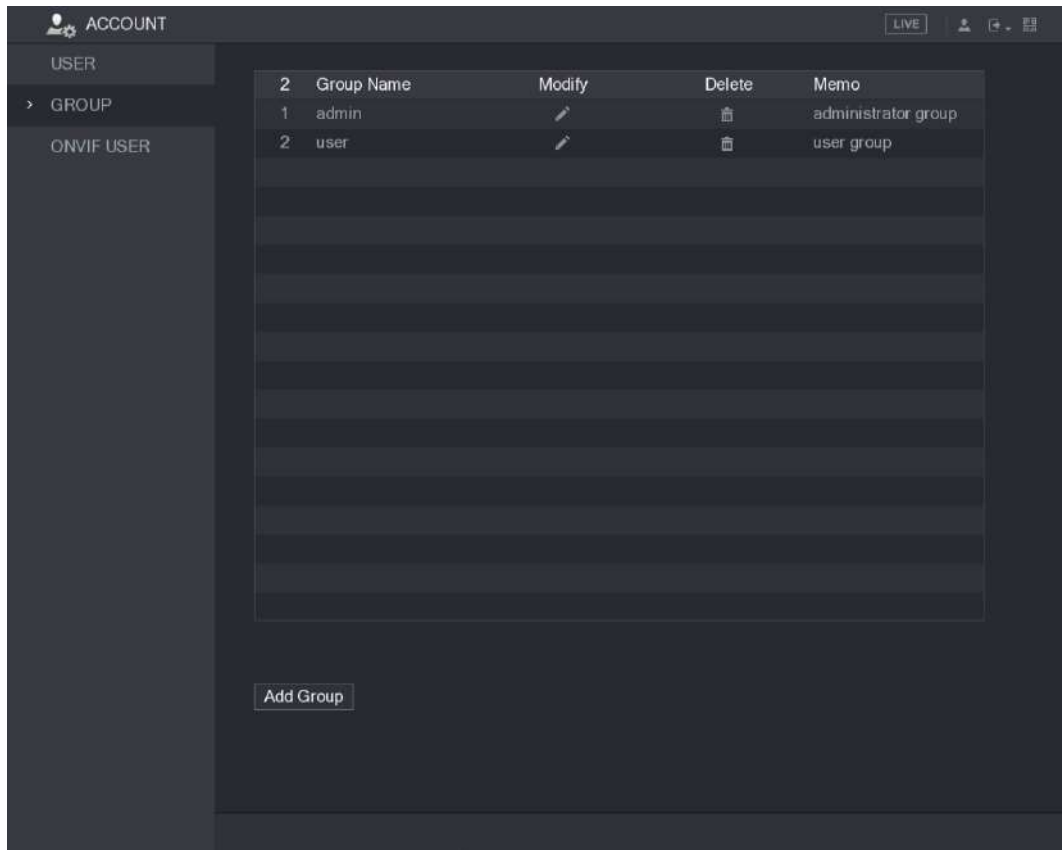 ACCOUNT LIVE
USER
GROUP
ONVIF USER
2 Group Name Modify Delete Memo
1 admin administrator group
2 user user group
Add Group